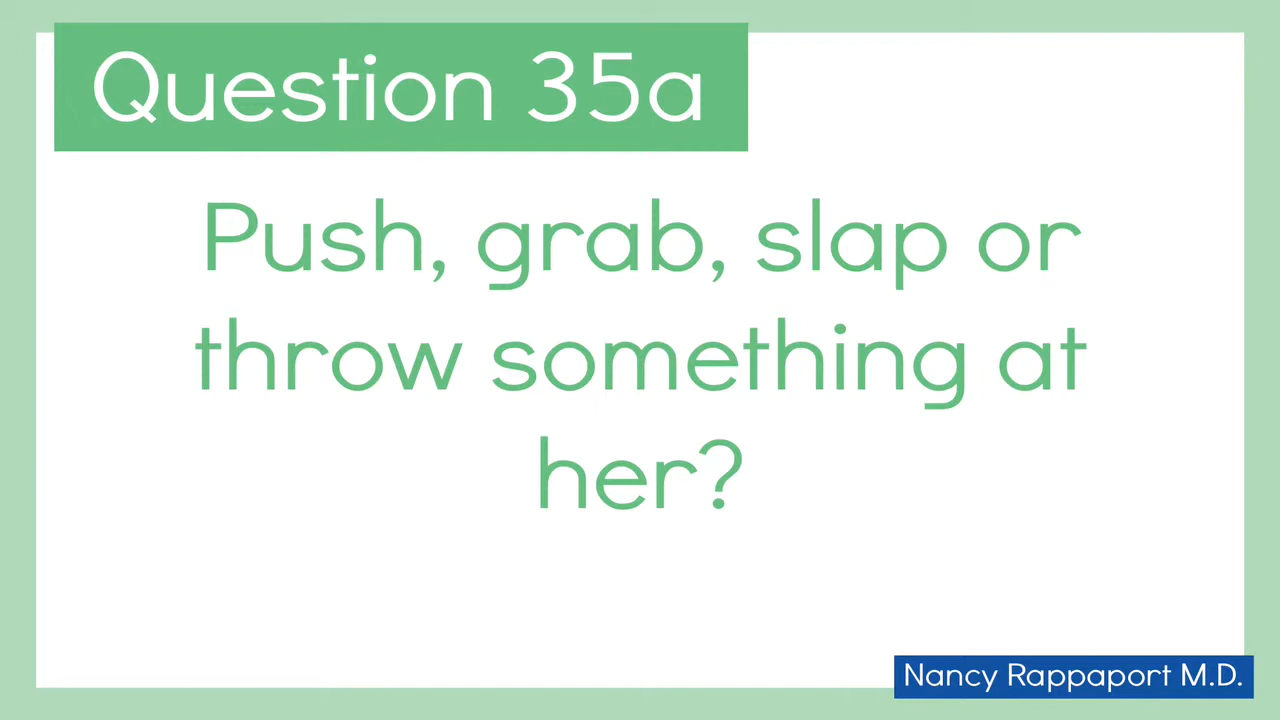 Question 35a
Push, grab, slap or
throw something at
her?
Nancy Rappaport M.D.